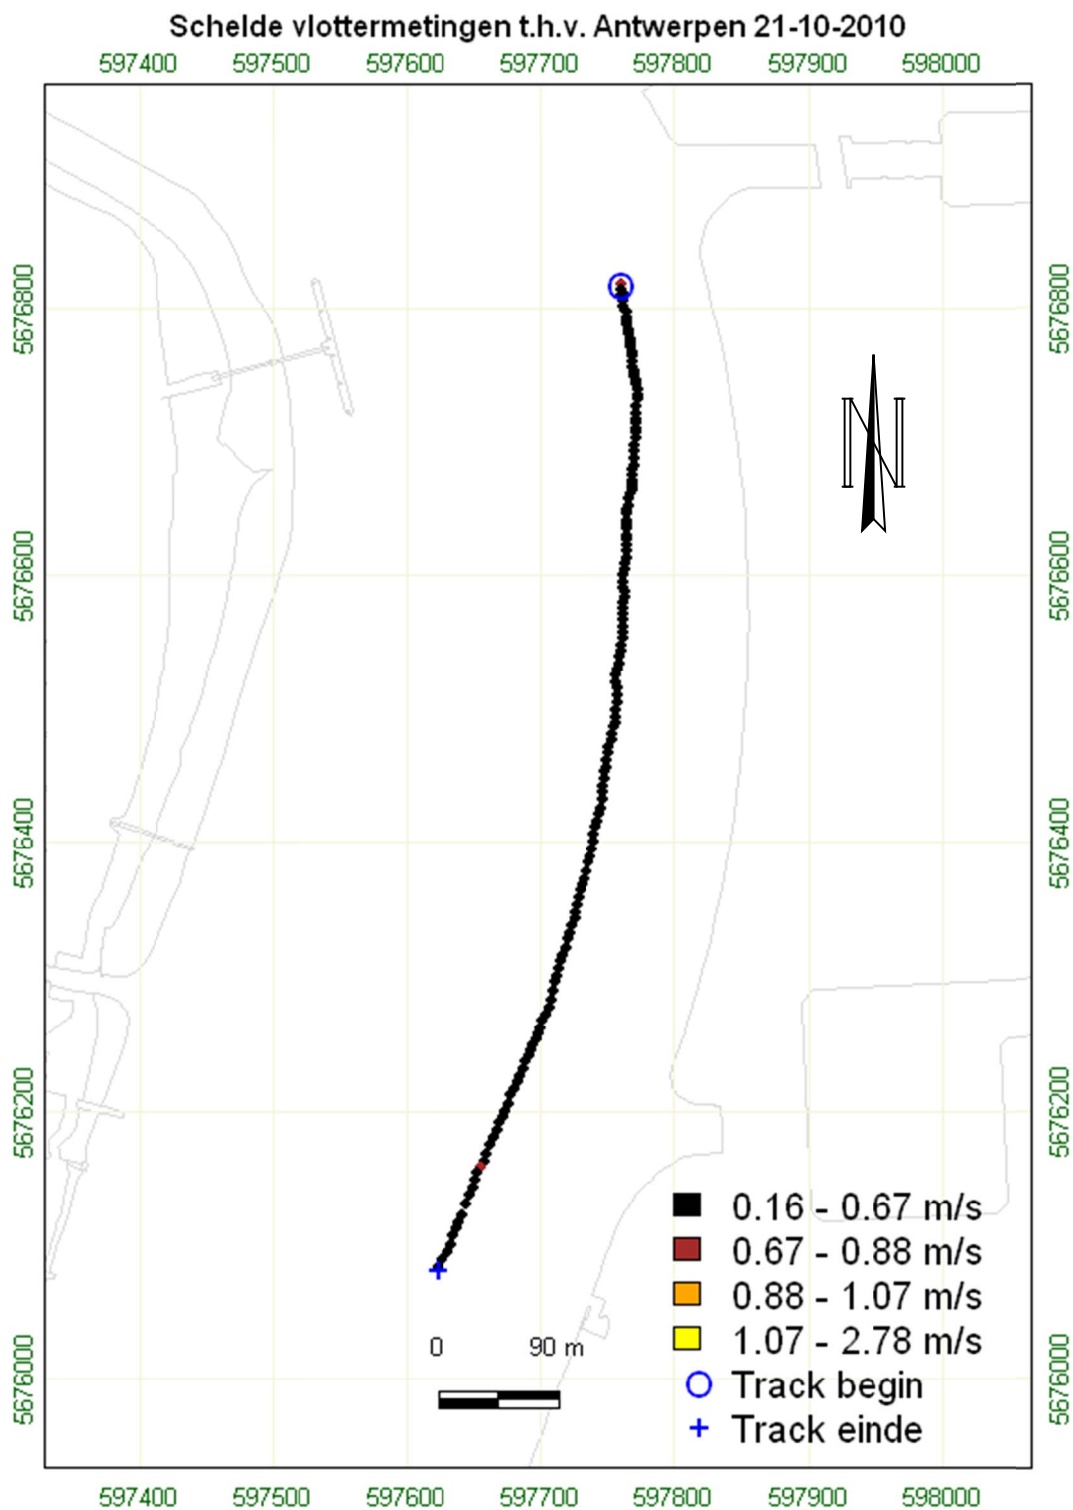 Schelde vlottermetingen t.h.v. Antwerpen 21-10-2010
597400 597500 597600 597700 597800 597900 598000
5676800 5676800
N
5676600 5676600
5676400 5676400
5676200 5676200
0.16 - 0.67 m/s
0.67 - 0.88 m/s
0.88 - 1.07 m/s
1.07 - 2.78 m/s
0 90 m
5676000 5676000
Track begin
Track einde
597400 597500 597600 597700 597800 597900 598000